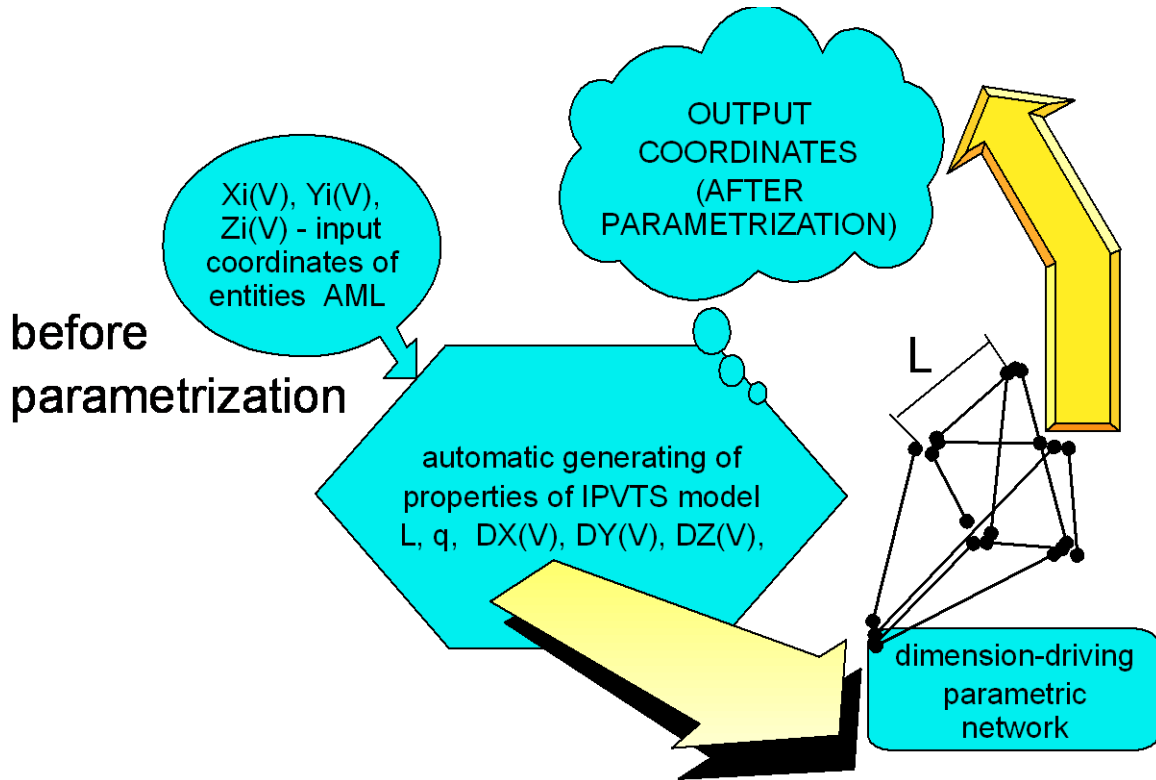 OUTPUT
COORDINATES
(AFTER
PARAMETRIZATION)
Xi(V), Yi(V),
Zi(V) - input
coordinates of
entities AML
before
parametrization
L
automatic generating of
properties of IPVTS model
L, q, DX(V), DY(V), DZ(V),
dimension-driving
parametric
network